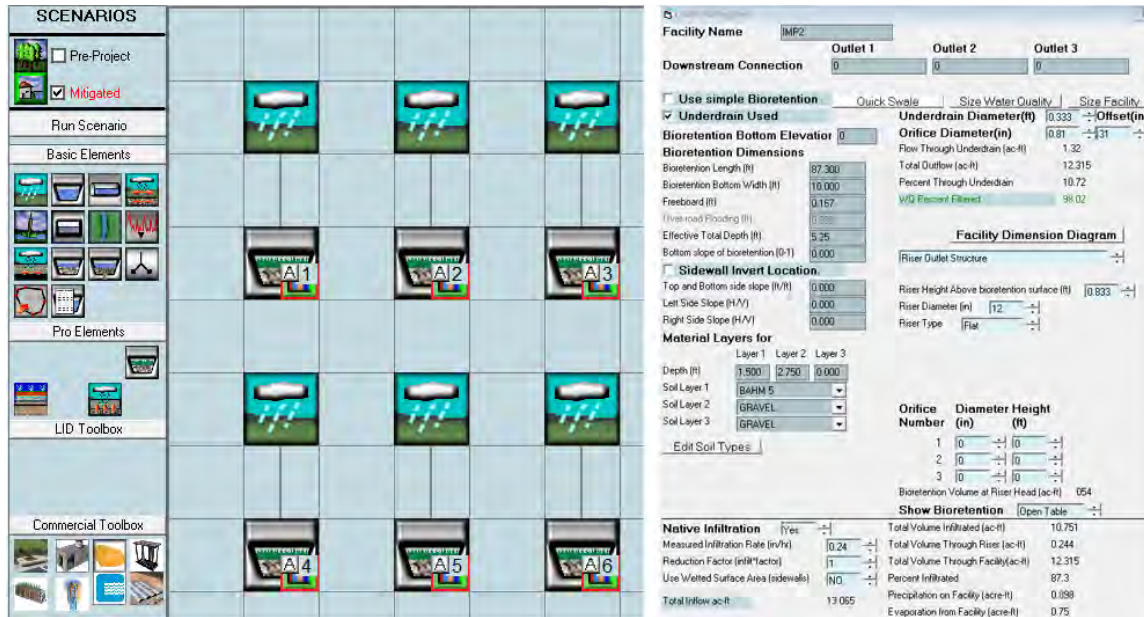 SCENARIOS
Pre-Project
Mitigated
Run Scenario
Basic Elements
Pro Elements
LID Toolbox
Commercial Toolbox
A 1
A 2
A 3
A 4
A 5
A 6
Facility Name IMP2
Outlet 1 Outlet 2 Outlet 3
Downstream Connection 0 0 0
Use simple Bioretention Quick Swale Size Water Quality Size Facility
Underdrain Used Underdrain Diameter(ft) 0.333 Offset(in
Bioretention Bottom Elevation 0 Orifice Diameter(in) 0.81 31
Bioretention Dimensions Flow Through Underdrain (ac-ft) 1.32
Bioretention Length (ft) 87.300 Total Outflow (ac-ft) 12.315
Bioretention Bottom Width (ft) 10.000 Percent Through Underdrain 10.72
Freeboard (ft) 0.167 WQ Percent Filtered 98.02
Over-road Flooding (ft)
Effective Total Depth (ft) 5.25 Facility Dimension Diagram
Bottom slope of bioretention (0-1) 0.000 Riser Outlet Structure
Sidewall Invert Location
Top and Bottom side slope (ft/ft) 0.000 Riser Height Above bioretention surface (ft) 0.833
Left Side Slope (H/V) 0.000 Riser Diameter (in) 12
Right Side Slope (H/V) 0.000 Riser Type Flat
Material Layers for
Layer 1 Layer 2 Layer 3
Depth (ft) 1.500 2.750 0.000
Soil Layer 1 BAHM 5
Soil Layer 2 GRAVEL
Soil Layer 3 GRAVEL
Edit Soil Types
Orifice Diameter Height
Number (in) (ft)
1 0 0
2 0 0
3 0 0
Bioretention Volume at Riser Head (ac-ft) 054
Show Bioretention Open Table
Native Infiltration Yes Total Volume Infiltrated (ac-ft) 10.751
Measured Infiltration Rate (in/hr) 0.24 Total Volume Through Riser (ac-ft) 0.244
Reduction Factor (infilt*factor) 1 Total Volume Through Facility(ac-ft) 12.315
Use Wetted Surface Area (sidewalls) NO Percent Infiltrated 87.3
Precipitation on Facility (acre-ft) 0.898
Total Inflow ac-ft 13.065 Evaporation from Facility (acre-ft) 0.75